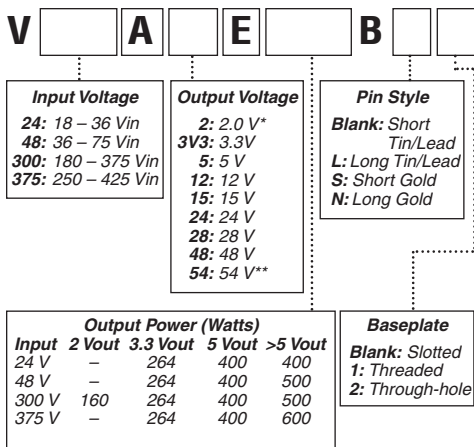 V A E B
Input Voltage
24: 18 – 36 Vin
48: 36 – 75 Vin
300: 180 – 375 Vin
375: 250 – 425 Vin
Output Voltage
2: 2.0 V*
3V3: 3.3V
5: 5 V
12: 12 V
15: 15 V
24: 24 V
28: 28 V
48: 48 V
54: 54 V**
Pin Style
Blank: Short
Tin/Lead
L: Long Tin/Lead
S: Short Gold
N: Long Gold
Output Power (Watts)
Input 2 Vout 3.3 Vout 5 Vout >5 Vout
24 V – 264 400 400
48 V – 264 400 500
300 V 160 264 400 500
375 V – 264 400 600
Baseplate
Blank: Slotted
1: Threaded
2: Through-hole